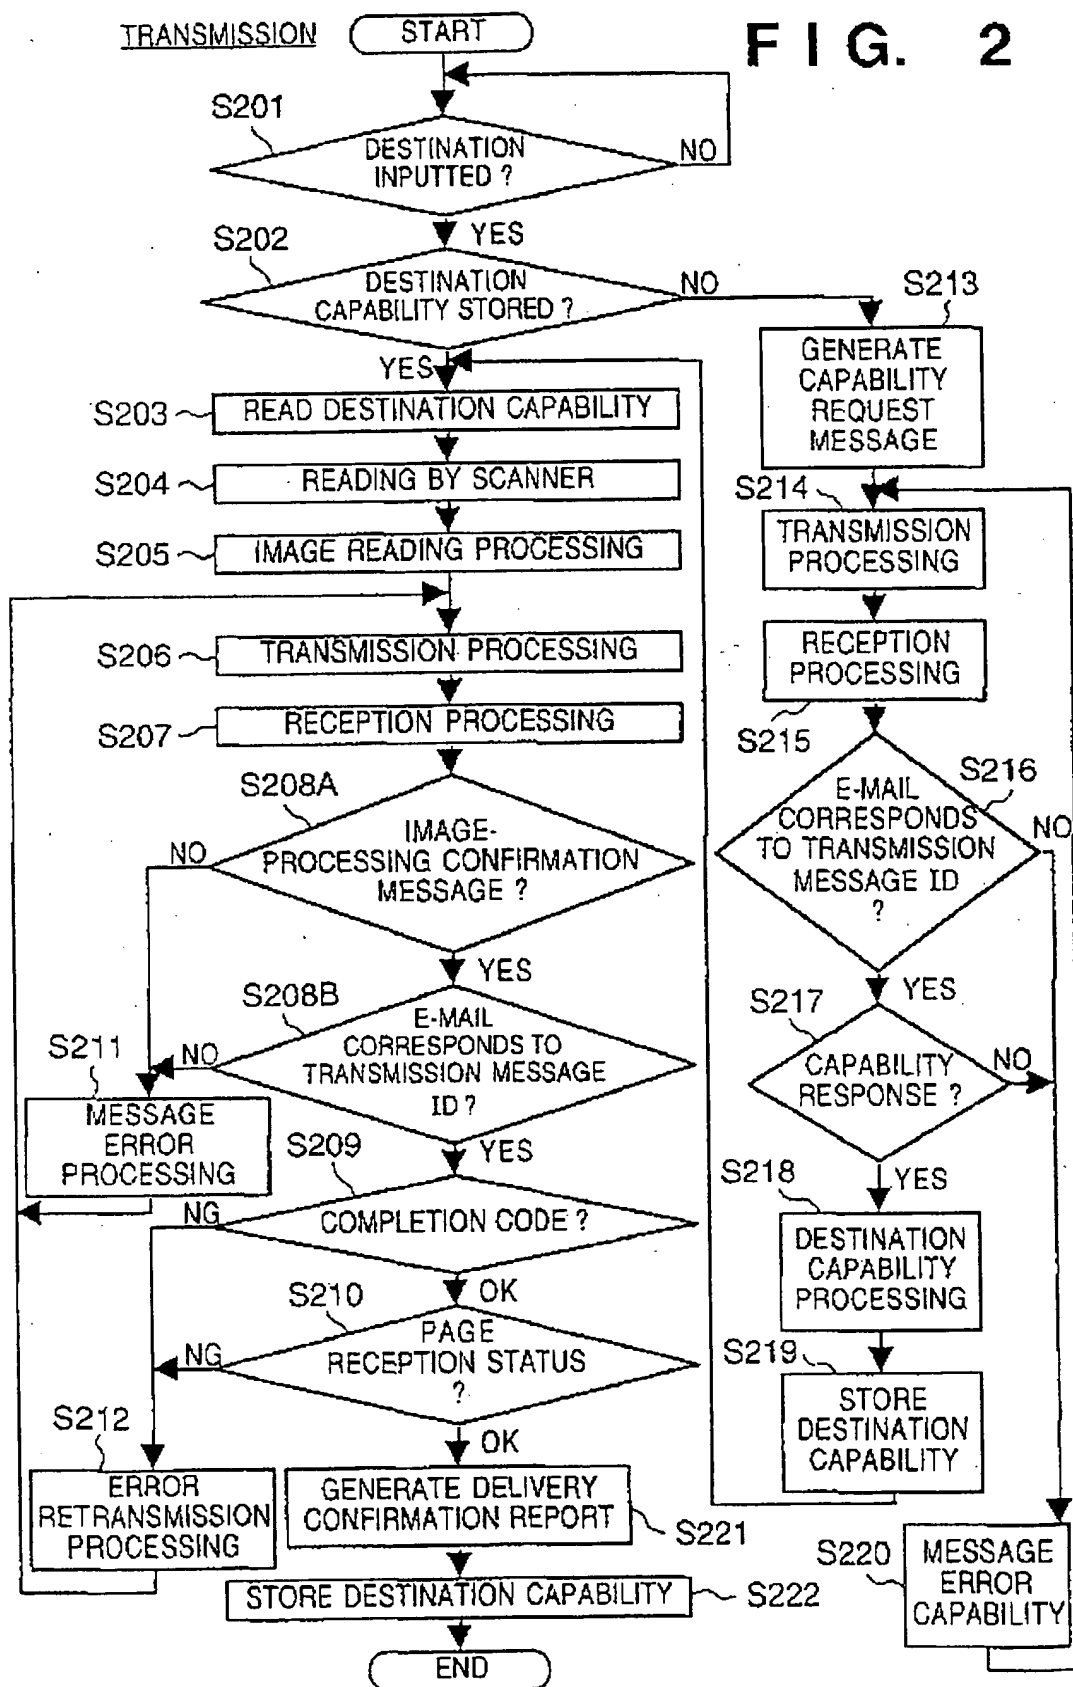 TRANSMISSION
START
FIG. 2
S201
DESTINATION
INPUTTED ?
NO
YES
S202
DESTINATION
CAPABILITY STORED ?
NO
YES
S203
READ DESTINATION CAPABILITY
S204
READING BY SCANNER
S205
IMAGE READING PROCESSING
S206
TRANSMISSION PROCESSING
S207
RECEPTION PROCESSING
S208A
IMAGE-
PROCESSING CONFIRMATION
MESSAGE ?
NO
YES
S208B
E-MAIL
CORRESPONDS TO
TRANSMISSION MESSAGE
ID ?
NO
YES
S211
MESSAGE
ERROR
PROCESSING
S209
COMPLETION CODE ?
NG
OK
S210
PAGE
RECEPTION STATUS
?
NG
OK
S212
ERROR
RETRANSMISSION
PROCESSING
GENERATE DELIVERY
CONFIRMATION REPORT
S221
STORE DESTINATION CAPABILITY
S222
END
S213
GENERATE
CAPABILITY
REQUEST
MESSAGE
S214
TRANSMISSION
PROCESSING
RECEPTION
PROCESSING
S215
S216
E-MAIL
CORRESPONDS
TO TRANSMISSION
MESSAGE ID
?
NO
YES
S217
CAPABILITY
RESPONSE ?
NO
YES
S218
DESTINATION
CAPABILITY
PROCESSING
S219
STORE
DESTINATION
CAPABILITY
S220
MESSAGE
ERROR
CAPABILITY